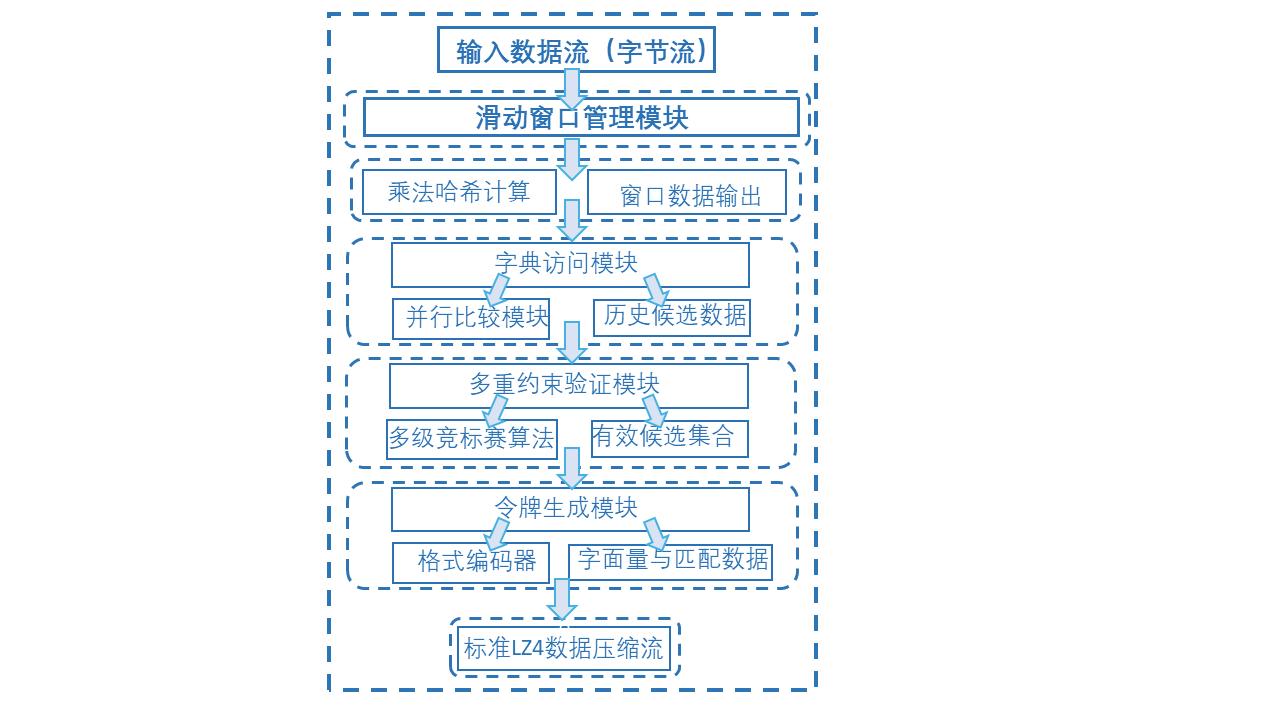 输入数据流（字节流）
滑动窗口管理模块
乘法哈希计算
窗口数据输出
字典访问模块
并行比较模块
历史候选数据
多重约束验证模块
多级竞标赛算法
有效候选集合
令牌生成模块
格式编码器
字面量与匹配数据
标准LZ4数据压缩流